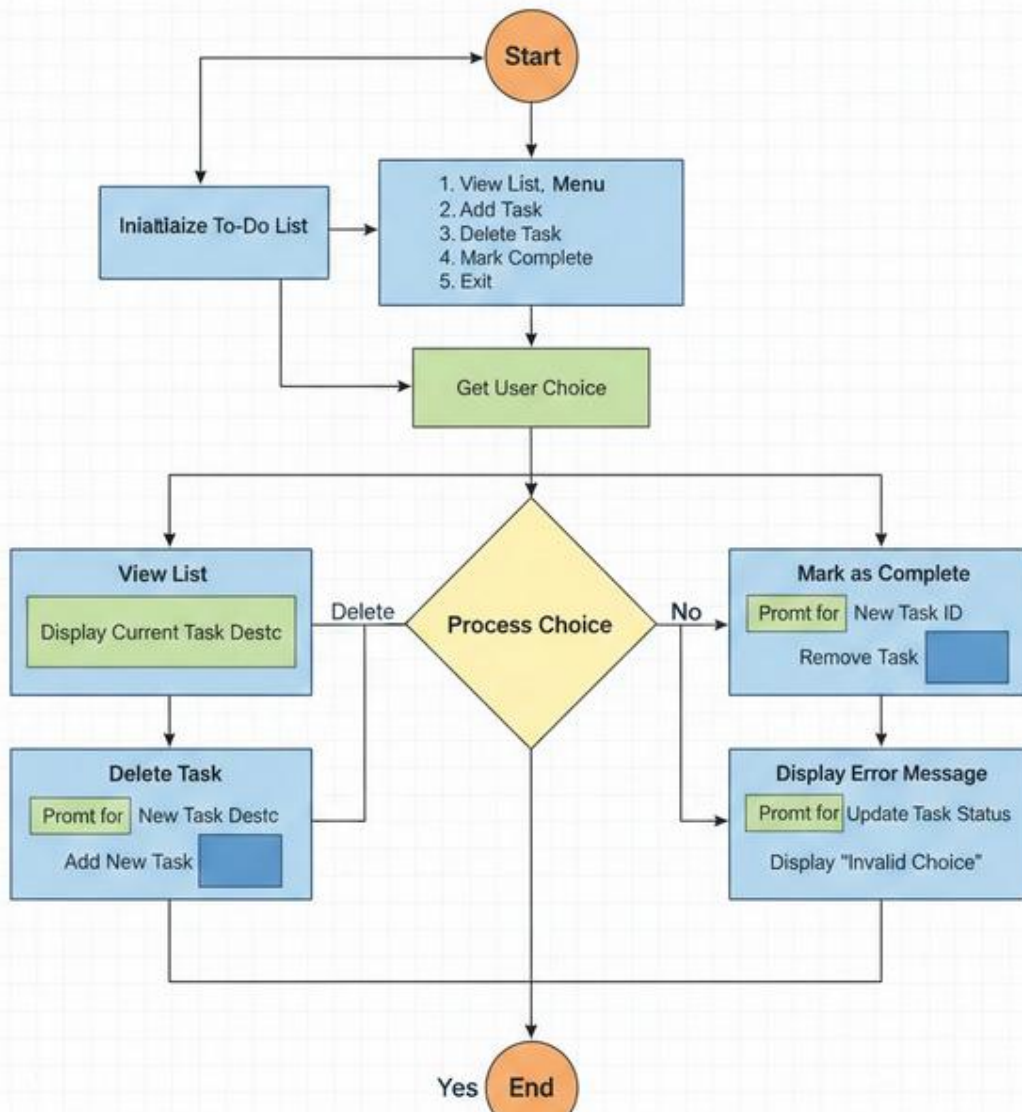 Start
Inialtlaize To-Do List
1. View List, Menu
2. Add Task
3. Delete Task
4. Mark Complete
5. Exit
Get User Choice
View List
Display Current Task Destc
Delete
Process Choice
No
Mark as Complete
Promt for New Task ID
Remove Task
Delete Task
Promt for New Task Destc
Add New Task
Display Error Message
Promt for Update Task Status
Display "Invalid Choice"
Yes
End